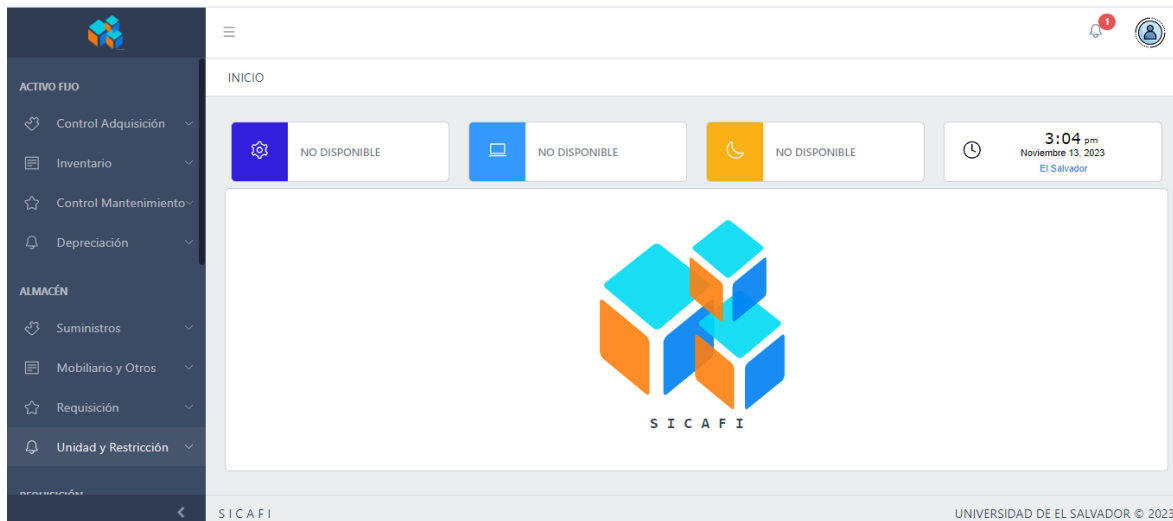 1
ACTIVO FIJO
Control Adquisición
Inventario
Control Mantenimiento
Depreciación
ALMACÉN
Suministros
Mobiliario y Otros
Requisición
Unidad y Restricción
REQUISICIÓN
INICIO
NO DISPONIBLE
NO DISPONIBLE
NO DISPONIBLE
3:04 pm
Noviembre 13, 2023
El Salvador
SICAFI
S I C A F I
UNIVERSIDAD DE EL SALVADOR © 2023